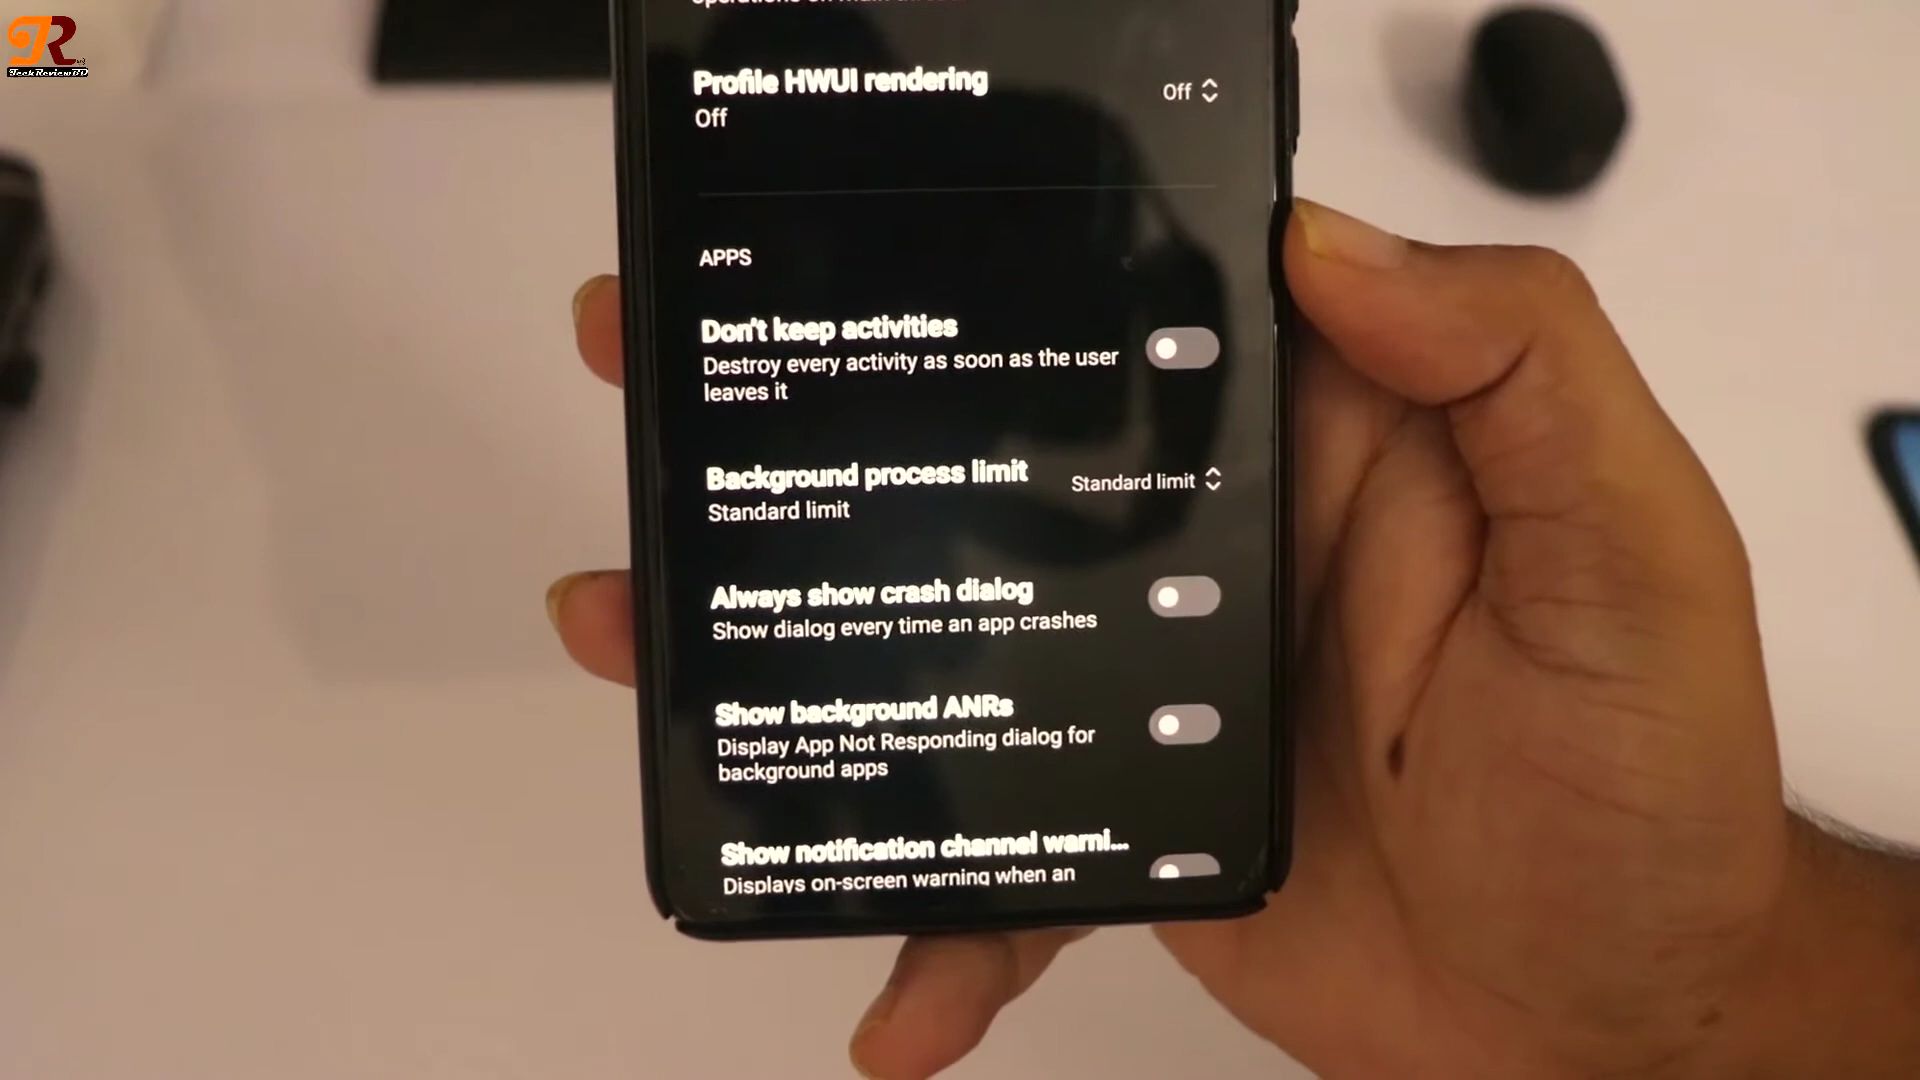 TechReviewBD
Profile HWUI rendering
Off
Off
APPS
Don't keep activities
Destroy every activity as soon as the user
leaves it
Background process limit
Standard limit
Standard limit
Always show crash dialog
Show dialog every time an app crashes
Show background ANRs
Display App Not Responding dialog for
background apps
Show notification channel warni...
Displays on-screen warning when an